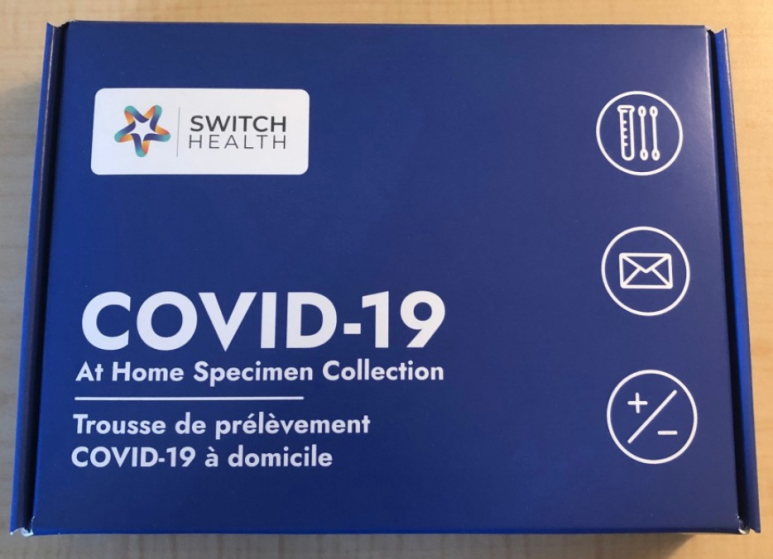 SWITCH
HEALTH
COVID-19
At Home Specimen Collection
Trousse de prélèvement
COVID-19 à domicile